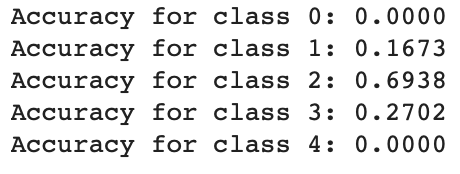 Accuracy for class 0: 0.0000
Accuracy for class 1: 0.1673
Accuracy for class 2: 0.6938
Accuracy for class 3: 0.2702
Accuracy for class 4: 0.0000